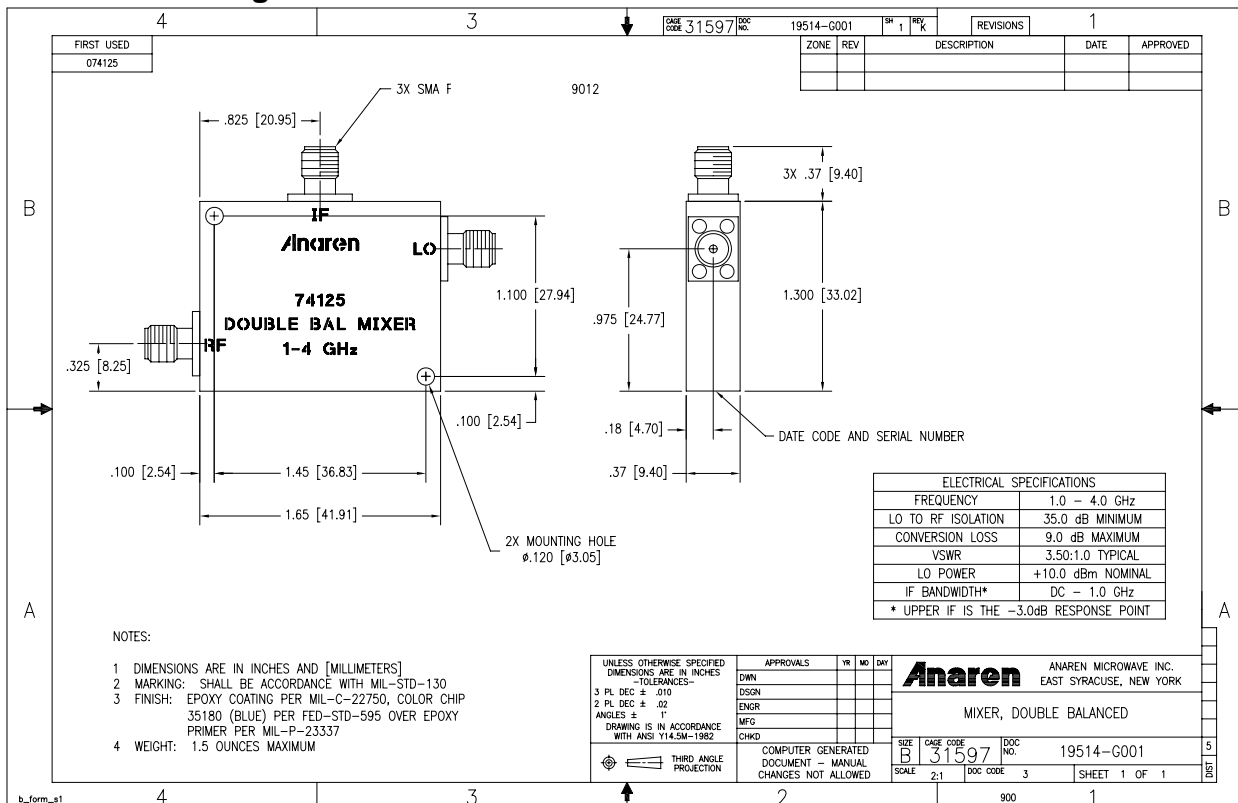 4
3
CAGE CODE 31597
DOC NO. 19514-G001
SH 1
REV K
REVISIONS
1
FIRST USED
074125
ZONE REV DESCRIPTION DATE APPROVED
3X SMA F
9012
.825 [20.95]
3X .37 [9.40]
B
B
IF
Anaren
LO
1.100 [27.94]
74125
DOUBLE BAL MIXER
1-4 GHz
RF
.325 [8.25]
.975 [24.77]
1.300 [33.02]
.100 [2.54]
.18 [4.70]
DATE CODE AND SERIAL NUMBER
.100 [2.54]
1.45 [36.83]
.37 [9.40]
1.65 [41.91]
2X MOUNTING HOLE
ø.120 [ø3.05]
ELECTRICAL SPECIFICATIONS
FREQUENCY 1.0 - 4.0 GHz
LO TO RF ISOLATION 35.0 dB MINIMUM
CONVERSION LOSS 9.0 dB MAXIMUM
VSWR 3.50:1.0 TYPICAL
LO POWER +10.0 dBm NOMINAL
IF BANDWIDTH* DC - 1.0 GHz
* UPPER IF IS THE -3.0dB RESPONSE POINT
A
A
NOTES:
1 DIMENSIONS ARE IN INCHES AND [MILLIMETERS]
2 MARKING: SHALL BE ACCORDANCE WITH MIL-STD-130
3 FINISH: EPOXY COATING PER MIL-C-22750, COLOR CHIP
35180 (BLUE) PER FED-STD-595 OVER EPOXY
PRIMER PER MIL-P-23337
4 WEIGHT: 1.5 OUNCES MAXIMUM
UNLESS OTHERWISE SPECIFIED
DIMENSIONS ARE IN INCHES
-TOLERANCES-
3 PL DEC ± .010
2 PL DEC ± .02
ANGLES ± 1°
DRAWING IS IN ACCORDANCE
WITH ANSI Y14.5M-1982
THIRD ANGLE
PROJECTION
APPROVALS YR MO DAY
DWN
DSGN
ENGR
MFG
CHKD
COMPUTER GENERATED
DOCUMENT - MANUAL
CHANGES NOT ALLOWED
Anaren
ANAREN MICROWAVE INC.
EAST SYRACUSE, NEW YORK
MIXER, DOUBLE BALANCED
SIZE B
CAGE CODE 31597
DOC NO. 19514-G001
SCALE 2:1
DOC CODE 3
SHEET 1 OF 1
5
DIST
b_form_s1
4
3
2
900
1